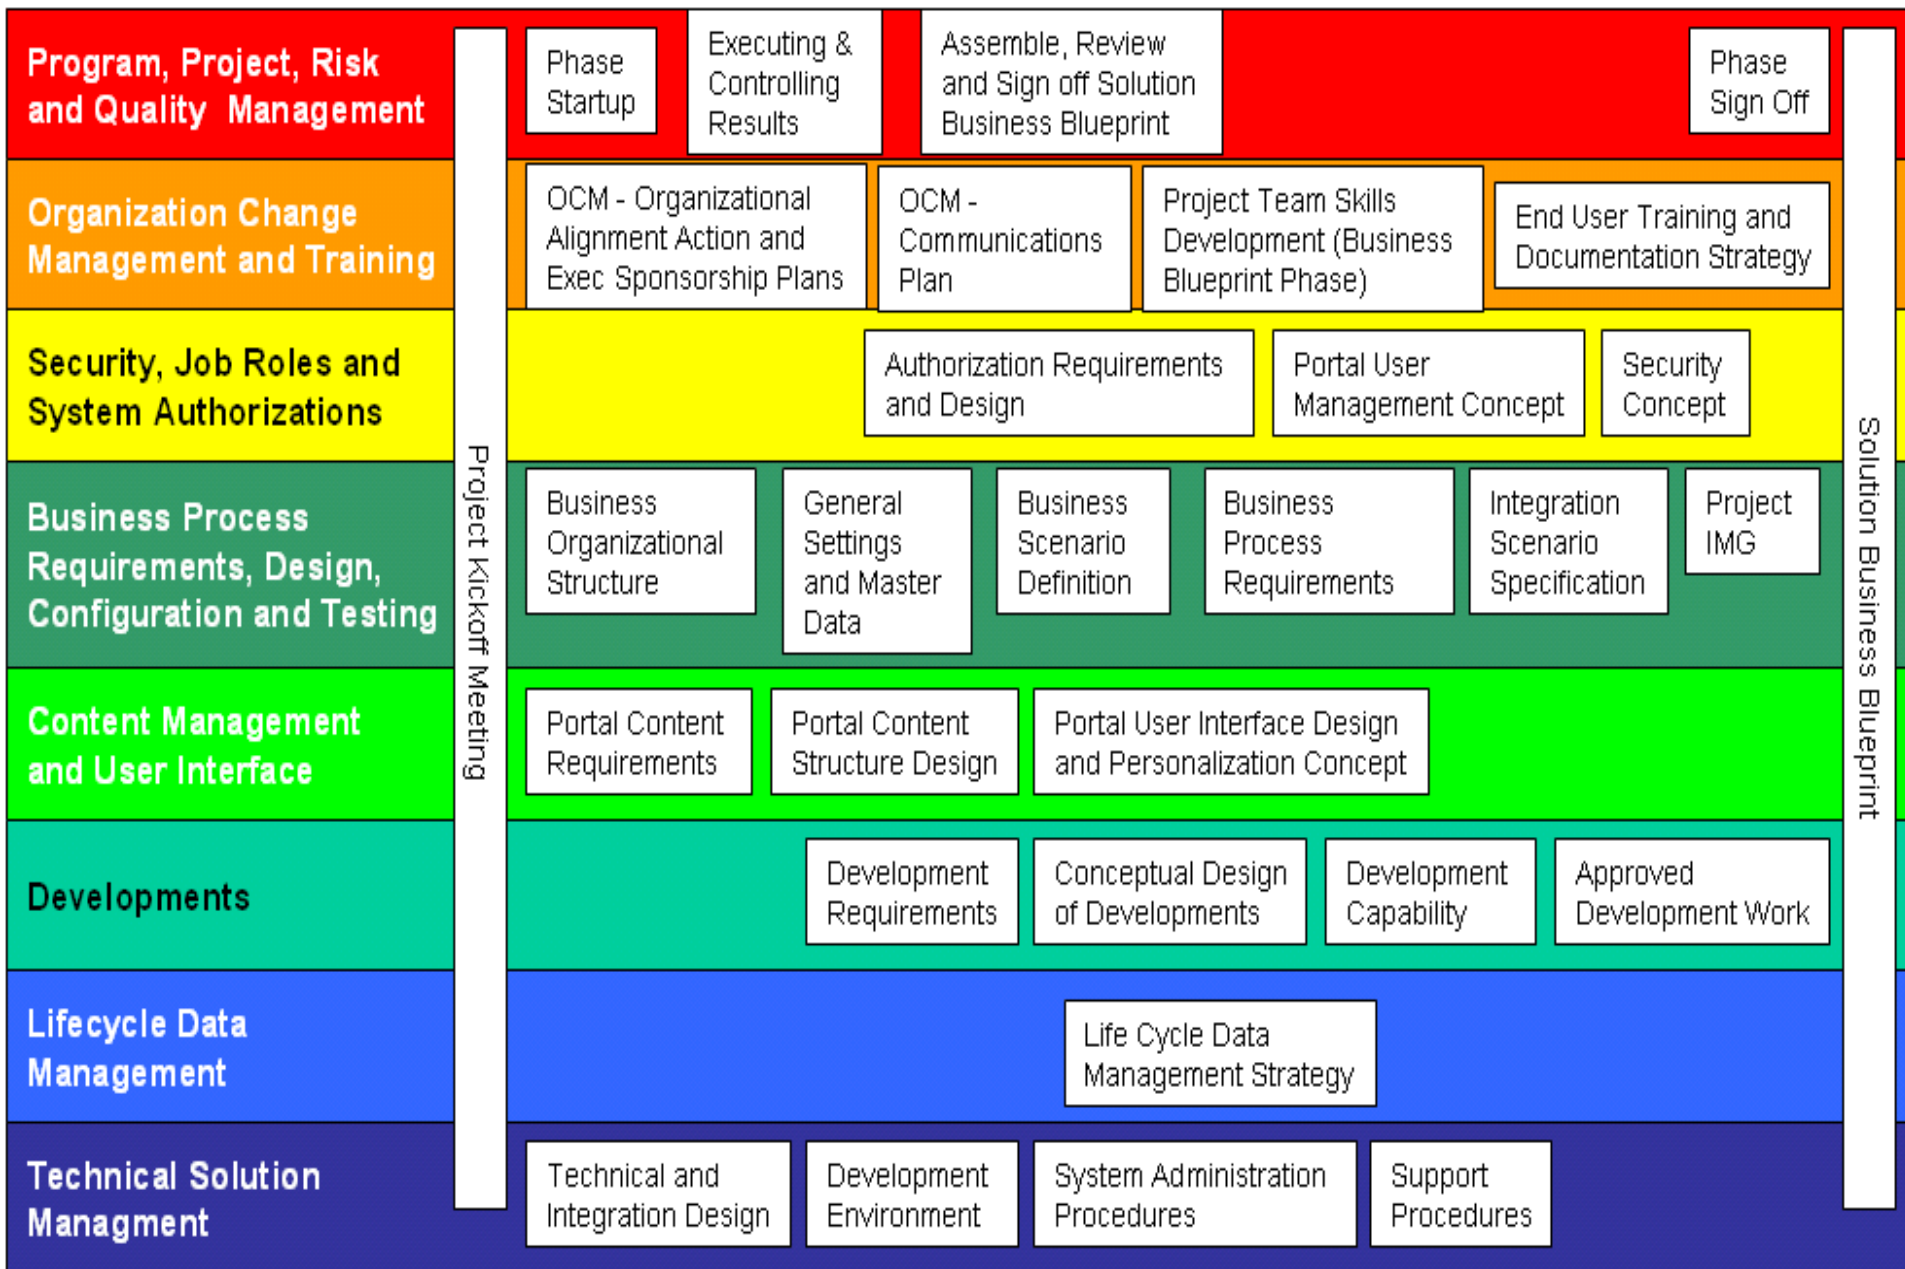 Program, Project, Risk
and Quality Management
Phase
Startup
Executing &
Controlling
Results
Assemble, Review
and Sign off Solution
Business Blueprint
Phase
Sign Off
Organization Change
Management and Training
OCM - Organizational
Alignment Action and
Exec Sponsorship Plans
OCM -
Communications
Plan
Project Team Skills
Development (Business
Blueprint Phase)
End User Training and
Documentation Strategy
Security, Job Roles and
System Authorizations
Authorization Requirements
and Design
Portal User
Management Concept
Security
Concept
Business Process
Requirements, Design,
Configuration and Testing
Business
Organizational
Structure
General
Settings
and Master
Data
Business
Scenario
Definition
Business
Process
Requirements
Integration
Scenario
Specification
Project
IMG
Content Management
and User Interface
Portal Content
Requirements
Portal Content
Structure Design
Portal User Interface Design
and Personalization Concept
Developments
Development
Requirements
Conceptual Design
of Developments
Development
Capability
Approved
Development Work
Lifecycle Data
Management
Life Cycle Data
Management Strategy
Technical Solution
Managment
Technical and
Integration Design
Development
Environment
System Administration
Procedures
Support
Procedures
Project Kickoff Meeting
Solution Business Blueprint